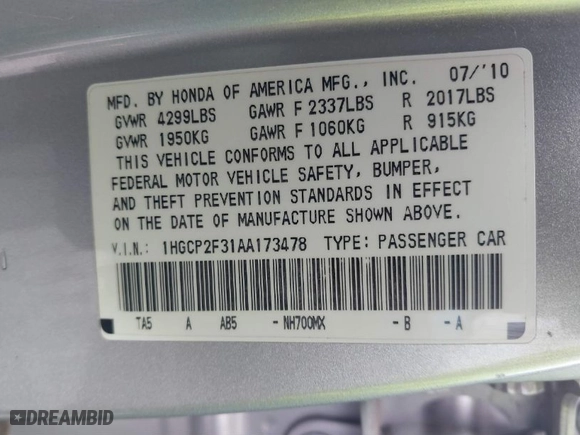 MFD. BY HONDA OF AMERICA MFG., INC. 07/'10
GVWR 4299LBS GAWR F 2337LBS R 2017LBS
GVWR 1950KG GAWR F 1060KG R 915KG
THIS VEHICLE CONFORMS TO ALL APPLICABLE
FEDERAL MOTOR VEHICLE SAFETY, BUMPER,
AND THEFT PREVENTION STANDARDS IN EFFECT
ON THE DATE OF MANUFACTURE SHOWN ABOVE.
V.I.N.: 1HGCP2F31AA173478 TYPE: PASSENGER CAR
TA5 A AB5 - NH700MX - B - A
DREAMBID